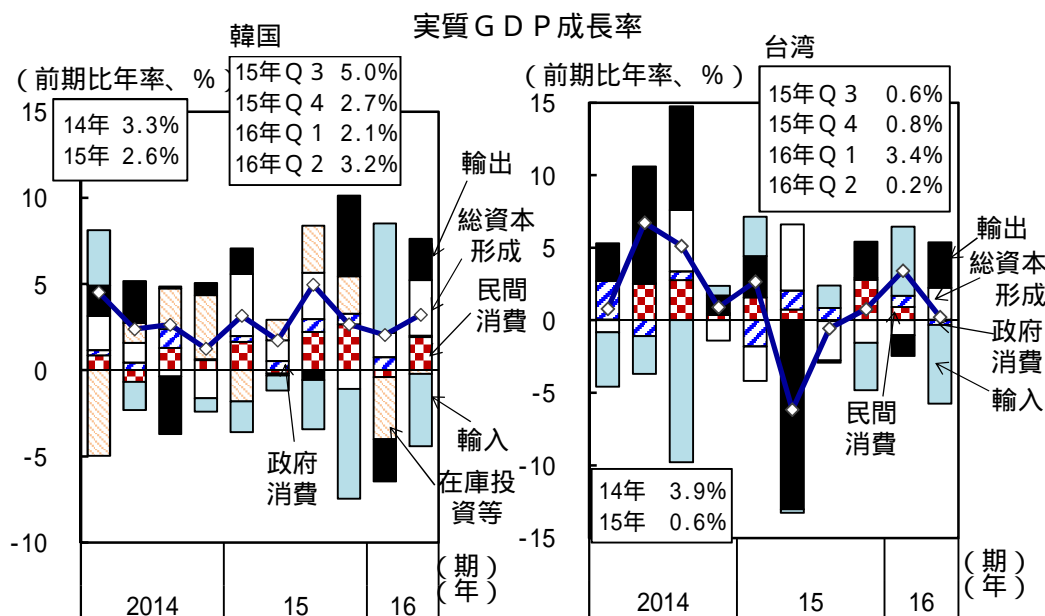 実質ＧＤＰ成長率
韓国
（前期比年率、％）
14年 3.3%
15年 2.6%
15年Ｑ3 5.0%
15年Ｑ4 2.7%
16年Ｑ1 2.1%
16年Ｑ2 3.2%
15
10
5
0
-5
-10
輸出
総資本
形成
民間
消費
輸入
政府
消費
在庫投
資等
（期）
（年）
2014 15 16
台湾
（前期比年率、％）
15年Ｑ3 0.6%
15年Ｑ4 0.8%
16年Ｑ1 3.4%
16年Ｑ2 0.2%
15
10
5
0
-5
-10
-15
輸出
総資本
形成
政府
消費
輸入
民間
消費
14年 3.9%
15年 0.6%
（期）
（年）
2014 15 16